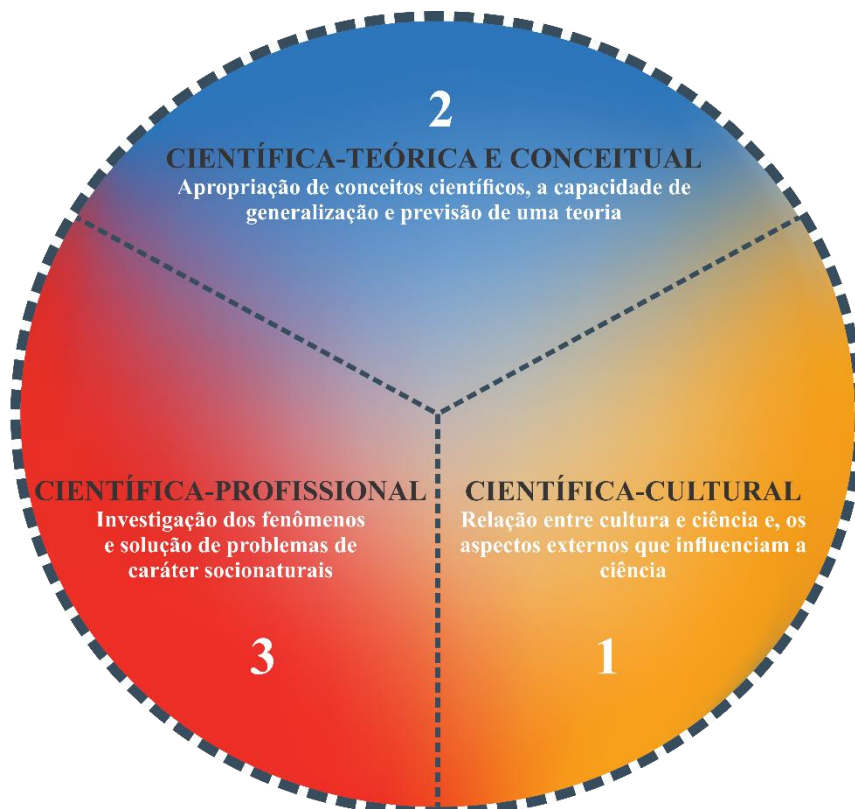 2
CIENTÍFICA-TEÓRICA E CONCEITUAL
Apropriação de conceitos científicos, a capacidade de
generalização e previsão de uma teoria
CIENTÍFICA-PROFISSIONAL
Investigação dos fenômenos
e solução de problemas de
caráter socionaturais
3
CIENTÍFICA-CULTURAL
Relação entre cultura e ciência e, os
aspectos externos que influenciam a
ciência
1